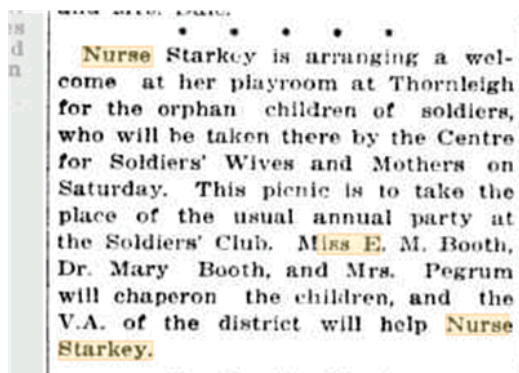 and Mrs. Dale.
* * * * *
Nurse Starkey is arranging a wel-
come at her playroom at Thornleigh
for the orphan children of soldiers,
who will be taken there by the Centre
for Soldiers' Wives and Mothers on
Saturday. This picnic is to take the
place of the usual annual party at
the Soldiers' Club. Miss E. M. Booth,
Dr. Mary Booth, and Mrs. Pegrum
will chaperon the children, and the
V.A. of the district will help Nurse
Starkey.